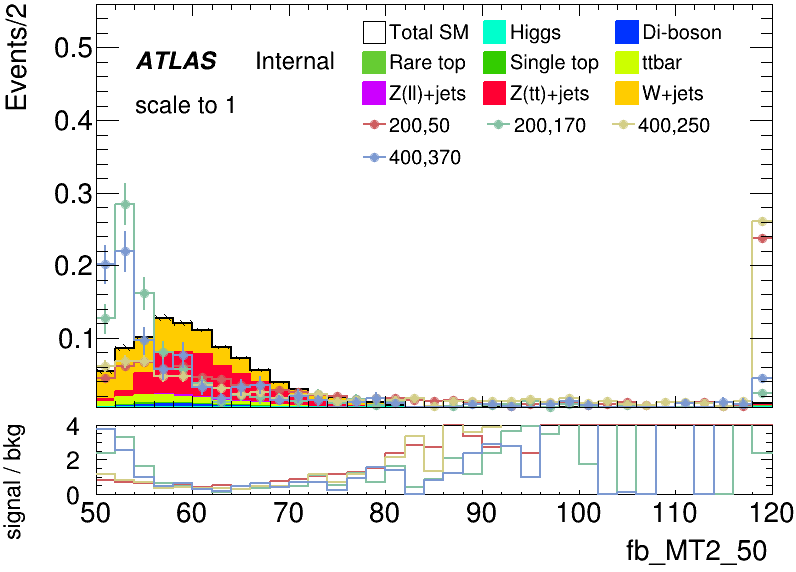 Events/2
0.5
0.4
0.3
0.2
0.1
ATLAS Internal
scale to 1
Total SM Higgs Di-boson
Rare top Single top ttbar
Z(ll)+jets Z(tt)+jets W+jets
200,50 200,170 400,250
400,370
signal / bkg
4
2
0
50 60 70 80 90 100 110 120
fb_MT2_50